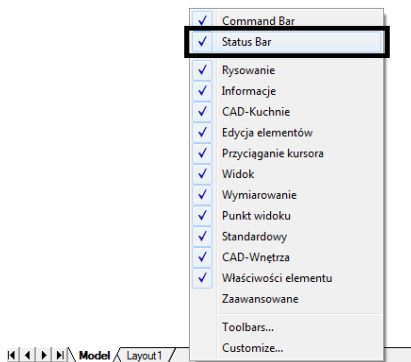 Command Bar
Status Bar
Rysowanie
Informacje
CAD-Kuchnie
Edycja elementów
Przyciąganie kursora
Widok
Wymiarowanie
Punkt widoku
Standardowy
CAD-Wnętrza
Właściwości elementu
Zaawansowane
Toolbars...
Customize...
Model Layout1